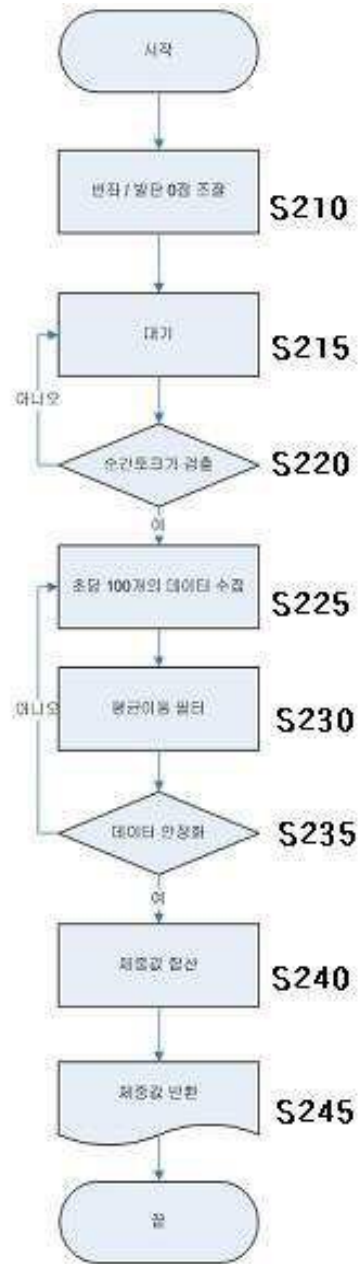 시작
변좌 / 발판 0점 조절
S210
대기
S215
아니오
순간토크가 검출
S220
예
초당 100개의 데이터 수집
S225
아니오
평균이동 필터
S230
데이터 안정화
S235
예
체중값 합산
S240
체중값 반환
S245
끝